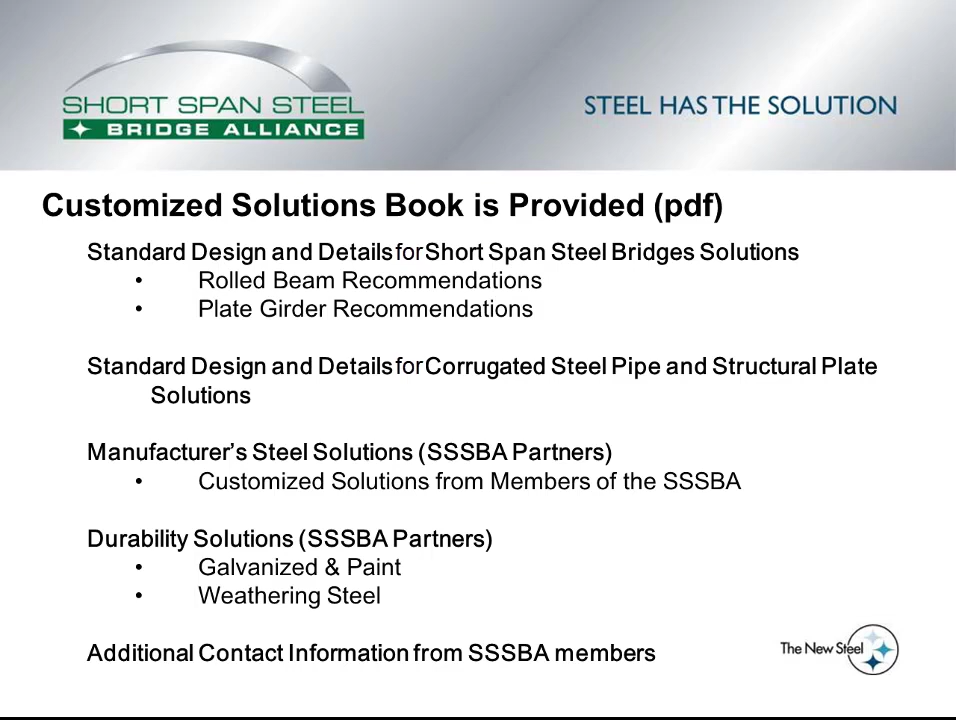 SHORT SPAN STEEL
BRIDGE ALLIANCE
STEEL HAS THE SOLUTION
Customized Solutions Book is Provided (pdf)
Standard Design and Details for Short Span Steel Bridges Solutions
• Rolled Beam Recommendations
• Plate Girder Recommendations
Standard Design and Details for Corrugated Steel Pipe and Structural Plate
Solutions
Manufacturer’s Steel Solutions (SSSBA Partners)
• Customized Solutions from Members of the SSSBA
Durability Solutions (SSSBA Partners)
• Galvanized & Paint
• Weathering Steel
Additional Contact Information from SSSBA members
The New Steel